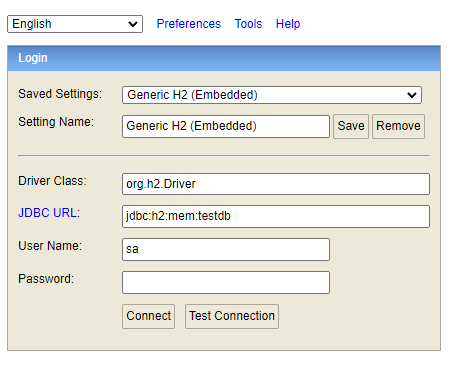 English Preferences Tools Help
Login
Saved Settings: Generic H2 (Embedded)
Setting Name: Generic H2 (Embedded) Save Remove
Driver Class: org.h2.Driver
JDBC URL: jdbc:h2:mem:testdb
User Name: sa
Password:
Connect Test Connection